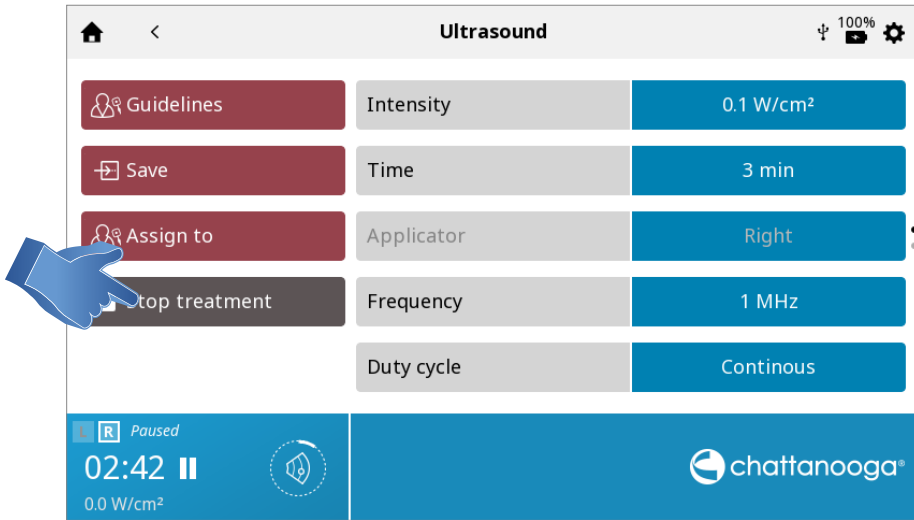 Ultrasound
100%
Guidelines
Intensity
0.1 W/cm²
Save
Time
3 min
Assign to
Applicator
Right
Stop treatment
Frequency
1 MHz
Duty cycle
Continous
L R Paused
02:42
0.0 W/cm²
chattanooga®